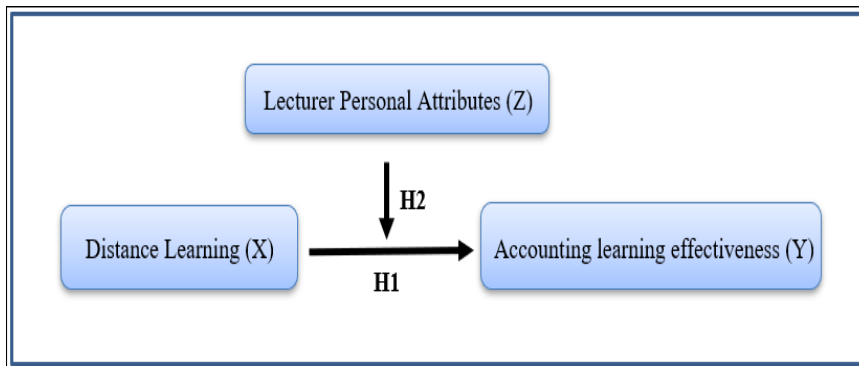 Lecturer Personal Attributes (Z)
H2
Distance Learning (X)
Accounting learning effectiveness (Y)
H1